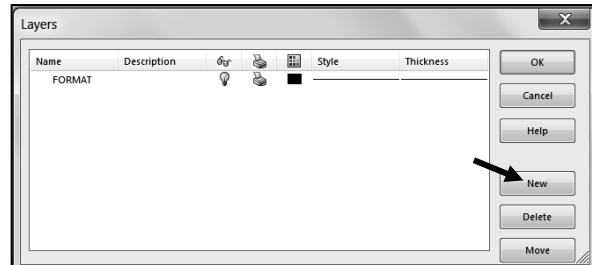 Layers
Name Description Style Thickness
FORMAT
OK
Cancel
Help
New
Delete
Move